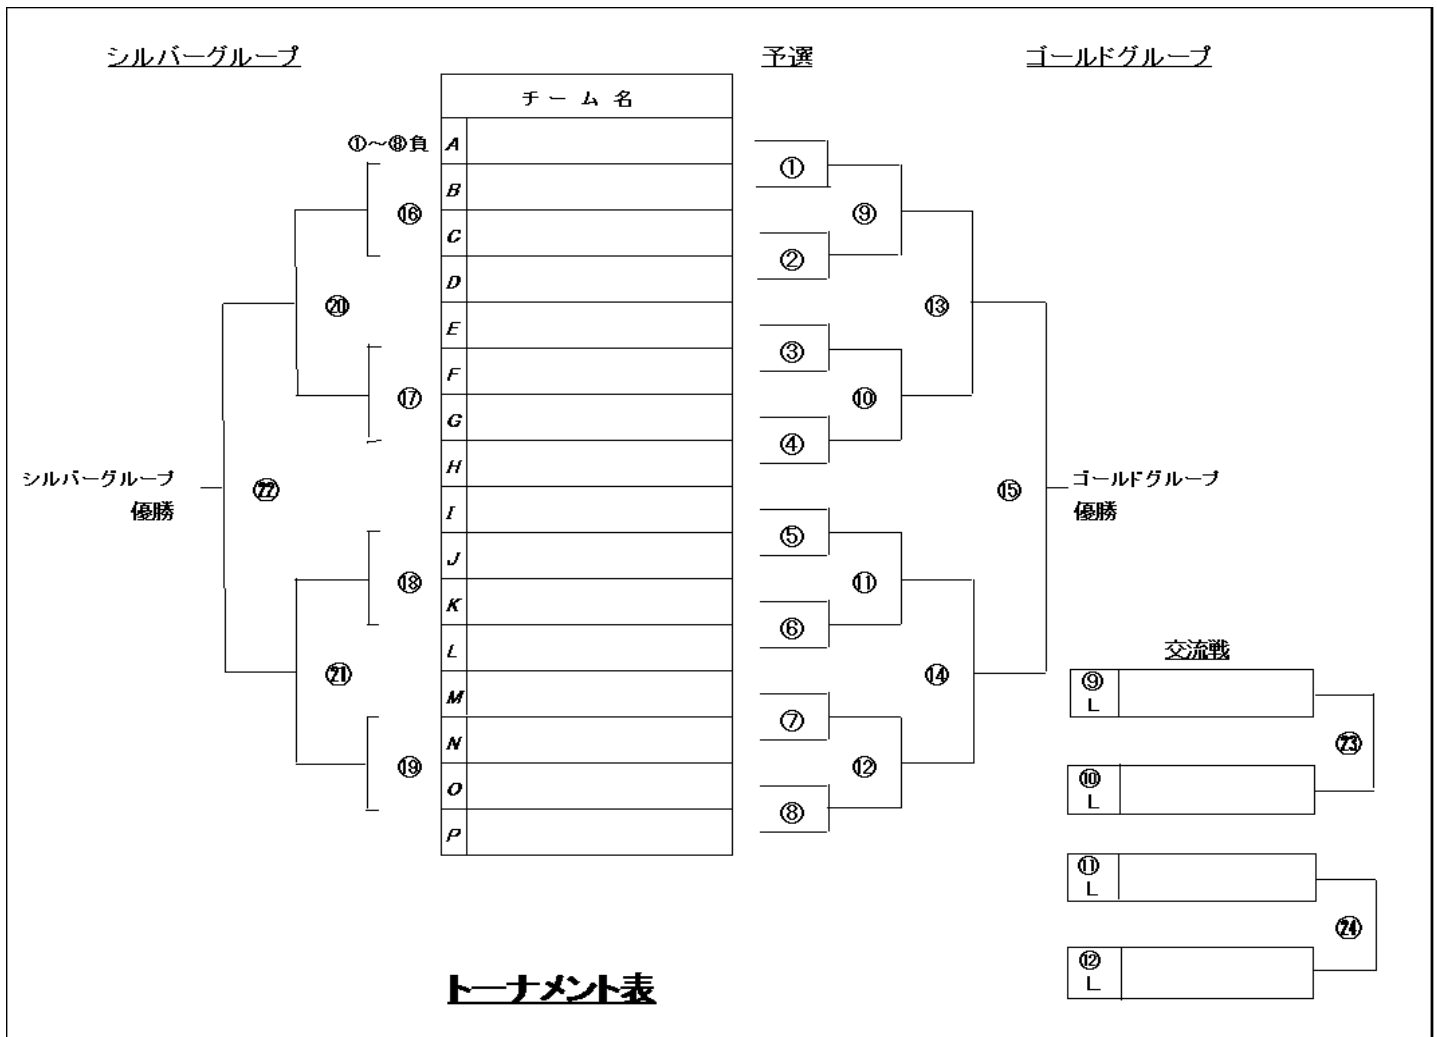 シルバーグループ 予選 ゴールドグループ
チーム名
①～⑧負
A
B
C
D
E
F
G
H
I
J
K
L
M
N
O
P
⑯
⑰
⑱
⑲
⑳
㉑
㉒
シルバーグループ
優勝
①
②
③
④
⑤
⑥
⑦
⑧
⑨
⑩
⑪
⑫
⑬
⑭
⑮
ゴールドグループ
優勝
交流戦
⑨
L
⑩
L
㉓
⑪
L
⑫
L
㉔
トーナメント表